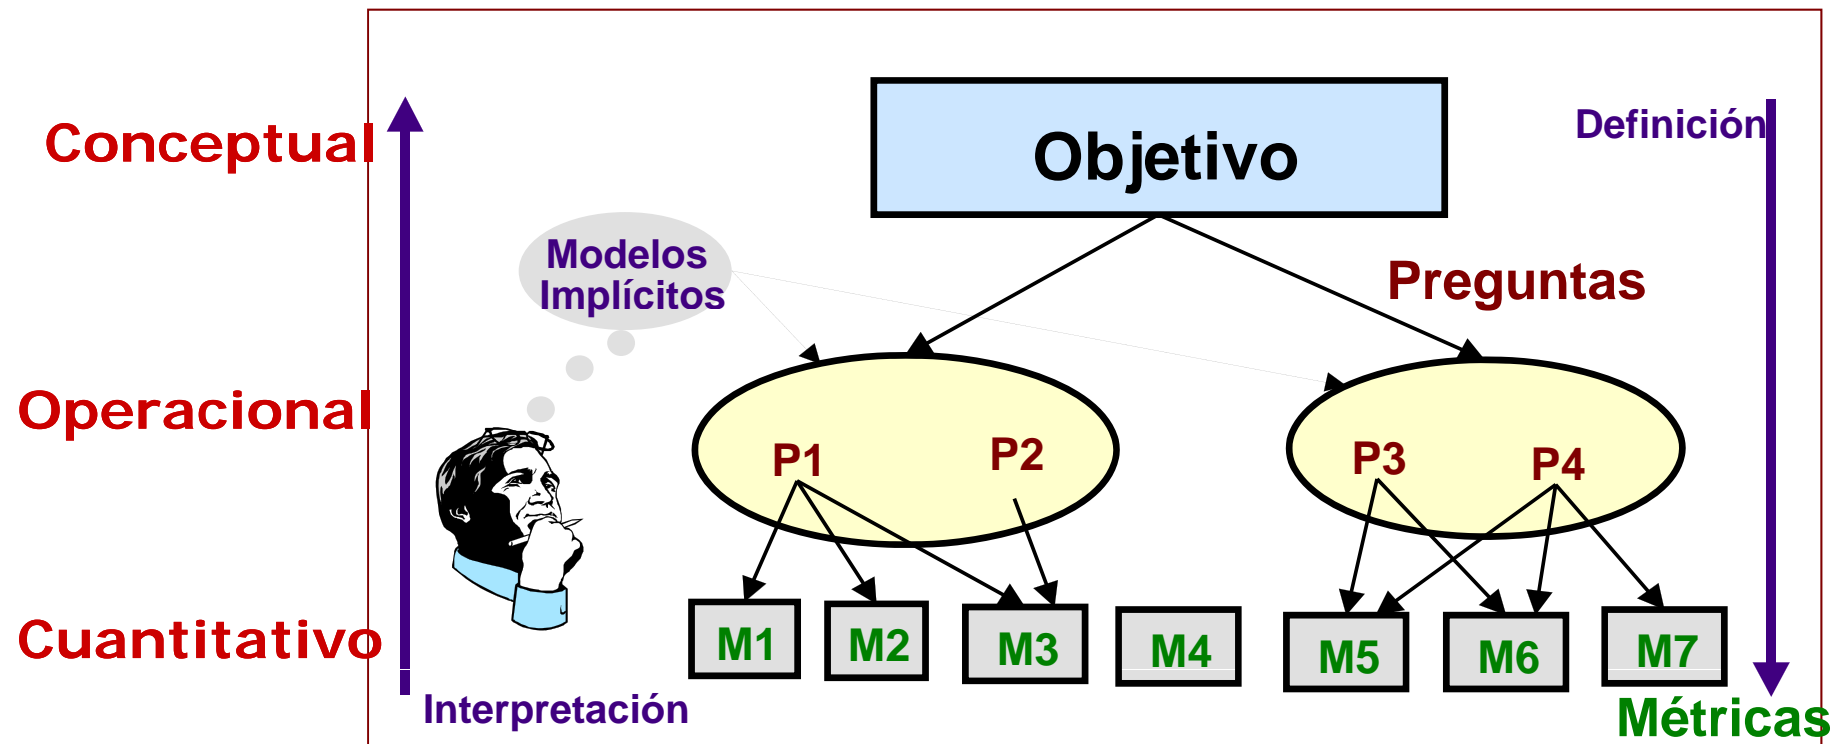 Conceptual
Objetivo
Definición
Modelos
Implícitos
Preguntas
Operacional
P1
P2
P3
P4
Cuantitativo
M1
M2
M3
M4
M5
M6
M7
Interpretación
Métricas